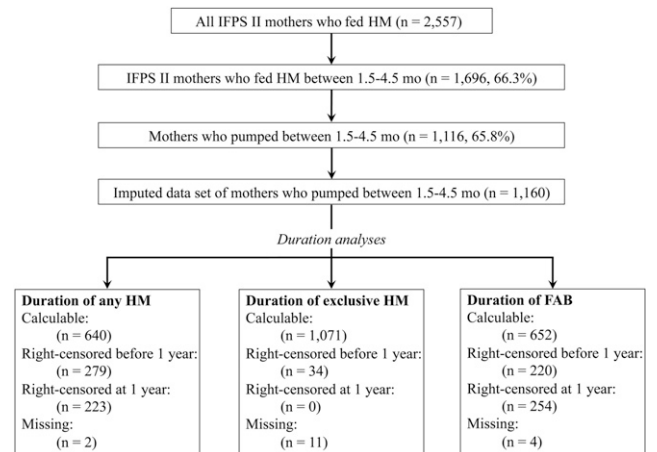 All IFPS II mothers who fed HM (n = 2,557)
IFPS II mothers who fed HM between 1.5-4.5 mo (n = 1,696, 66.3%)
Mothers who pumped between 1.5-4.5 mo (n = 1,116, 65.8%)
Imputed data set of mothers who pumped between 1.5-4.5 mo (n = 1,160)
Duration analyses
Duration of any HM
Calculable:
(n = 640)
Right-censored before 1 year:
(n = 279)
Right-censored at 1 year:
(n = 223)
Missing:
(n = 2)
Duration of exclusive HM
Calculable:
(n = 1,071)
Right-censored before 1 year:
(n = 34)
Right-censored at 1 year:
(n = 0)
Missing:
(n = 11)
Duration of FAB
Calculable:
(n = 652)
Right-censored before 1 year:
(n = 220)
Right-censored at 1 year:
(n = 254)
Missing:
(n = 4)